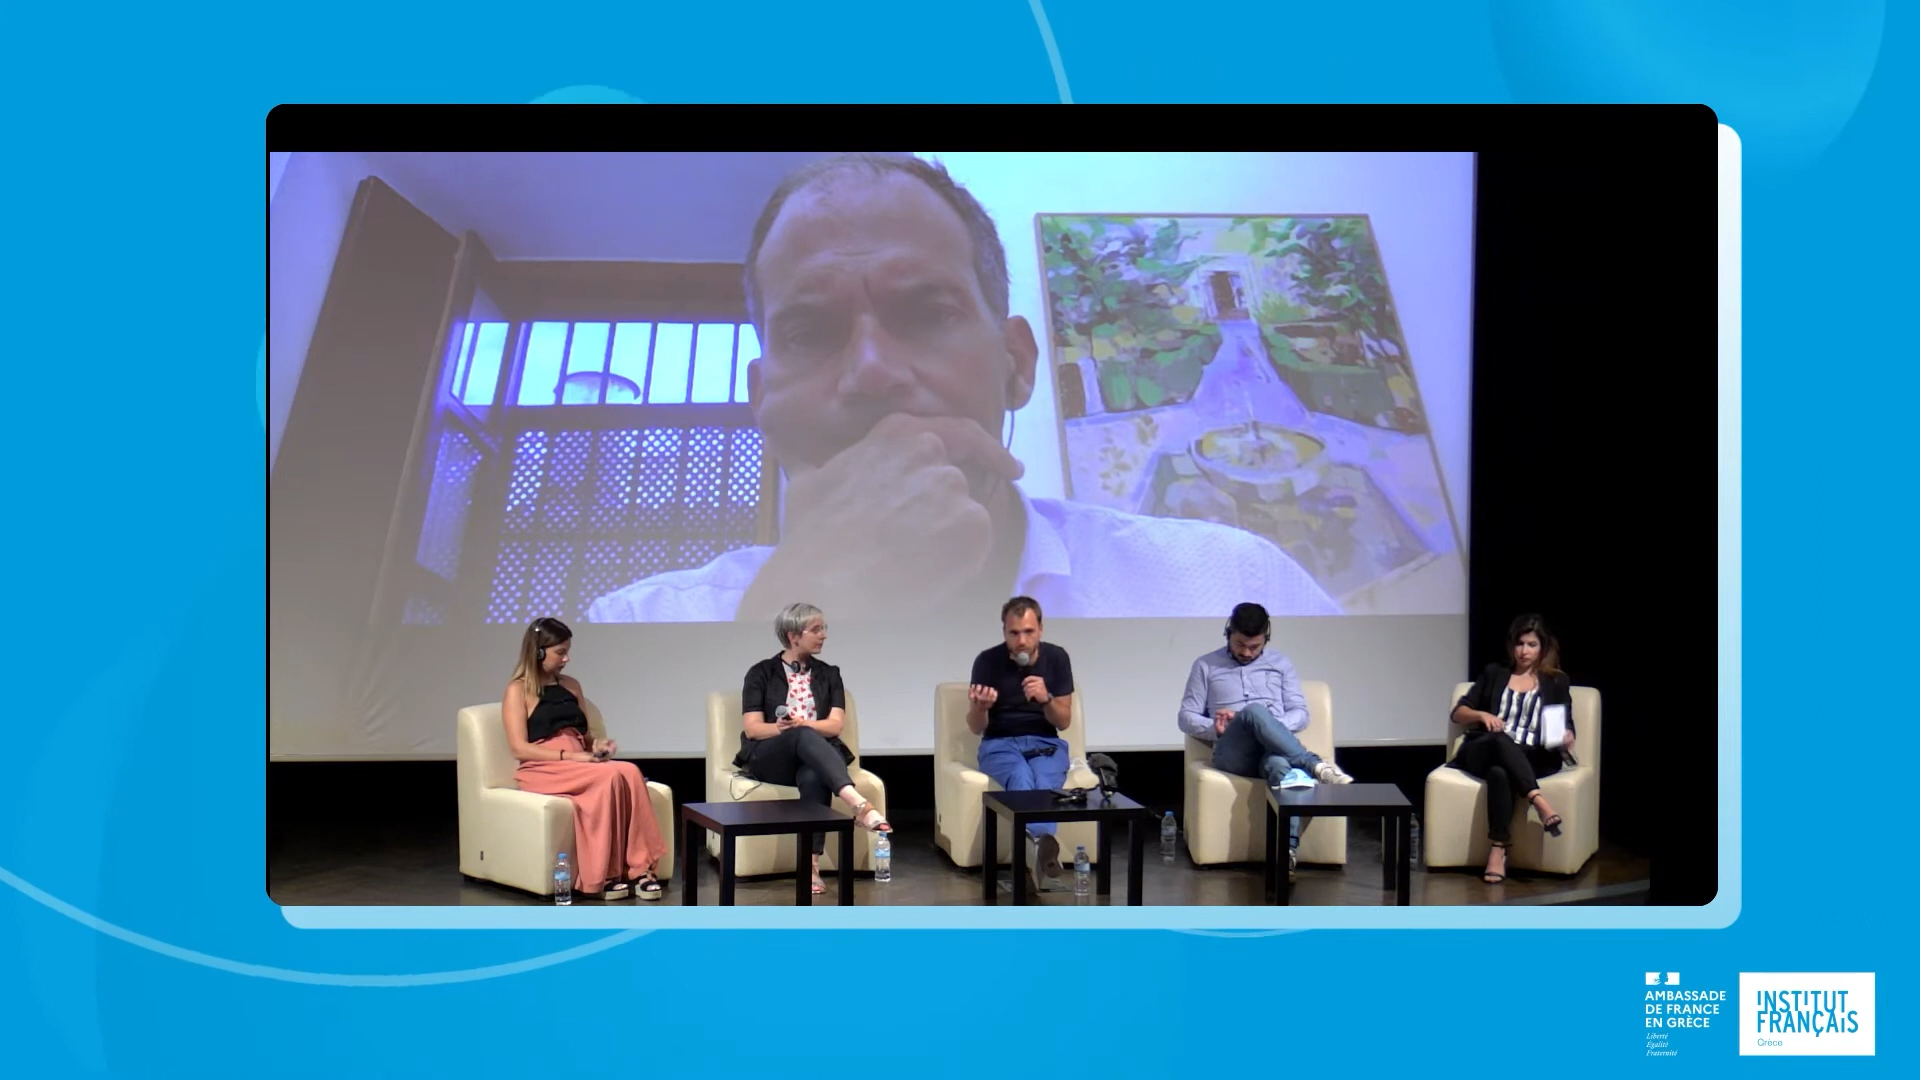 AMBASSADE
DE FRANCE
EN GRÈCE
Liberté
Égalité
Fraternité
INSTITUT
FRANÇAIS
Grèce